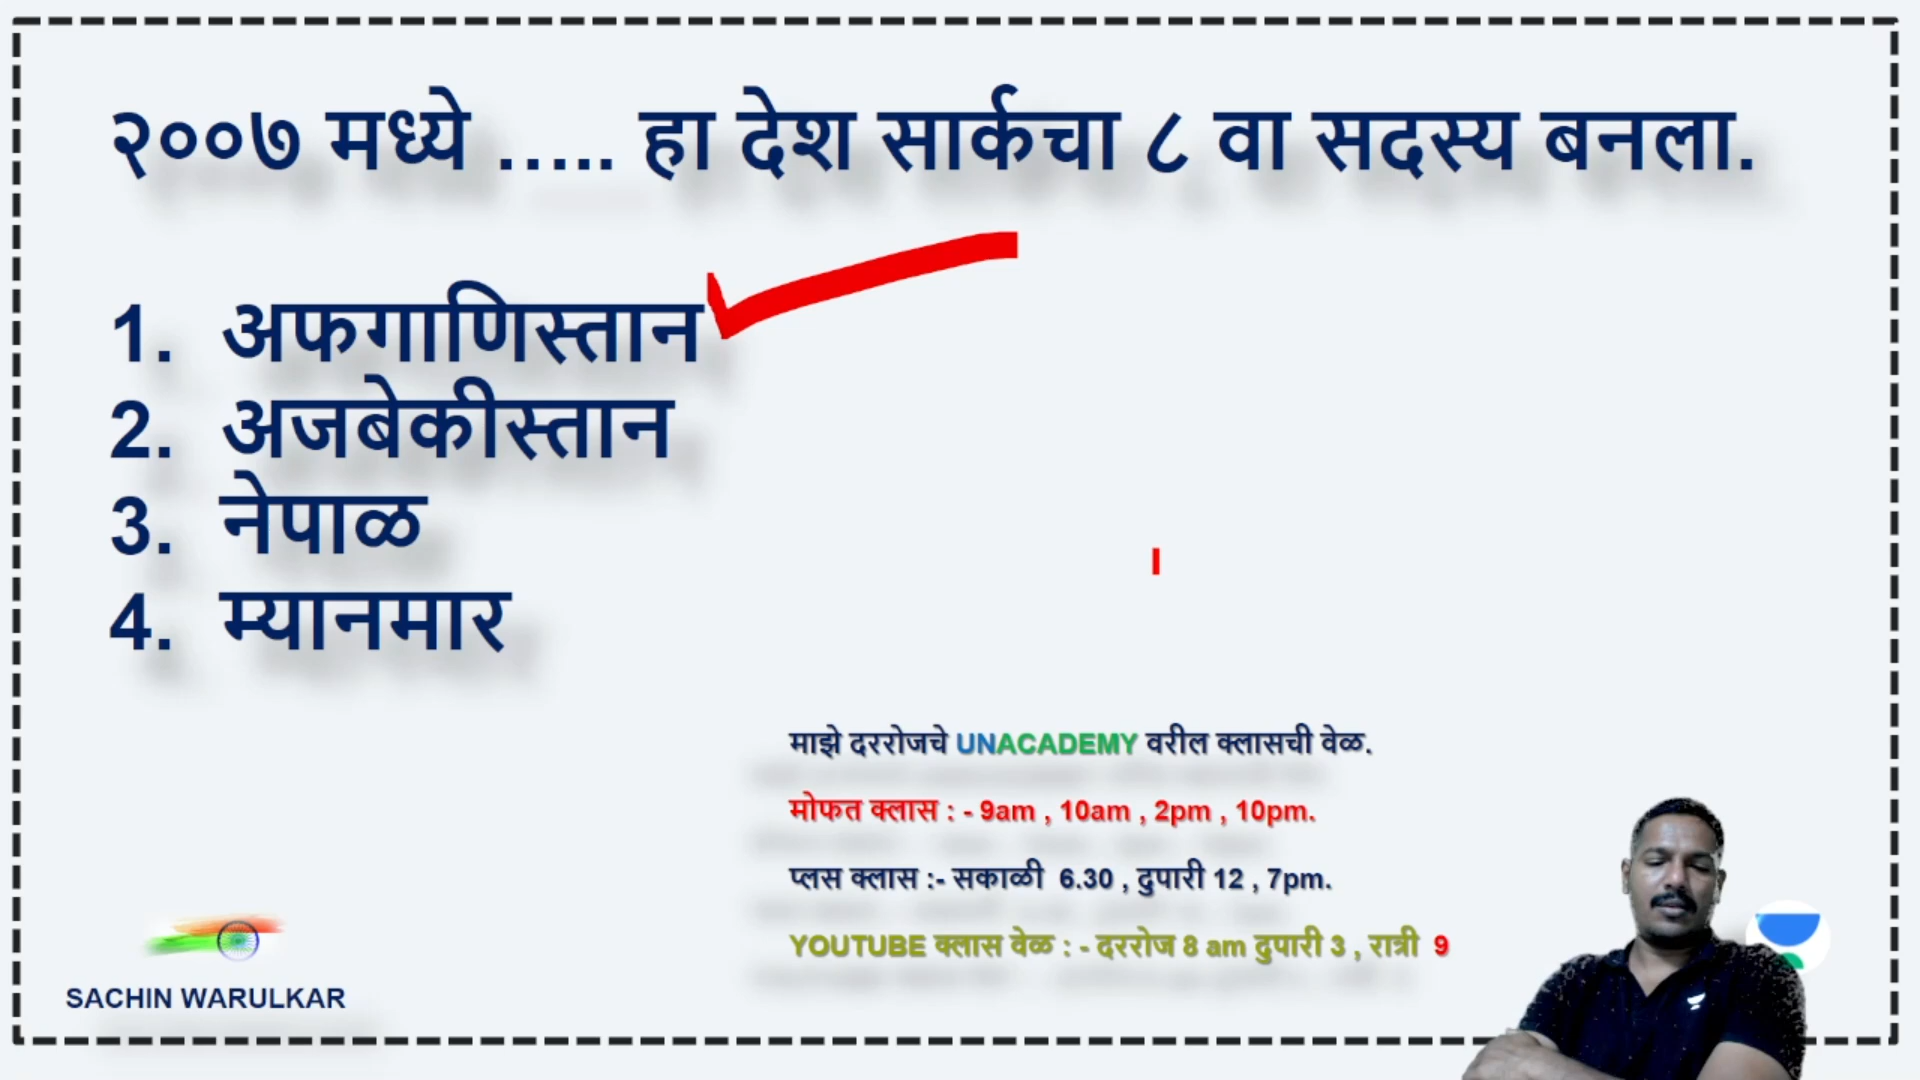 २००७ मध्ये ..... हा देश सार्कचा ८ वा सदस्य बनला.
1. अफगाणिस्तान
2. अजबेकीस्तान
3. नेपाळ
4. म्यानमार
माझे दररोजचे UNACADEMY वरील क्लासची वेळ.
मोफत क्लास : - 9am , 10am , 2pm , 10pm.
प्लस क्लास :- सकाळी 6.30 , दुपारी 12 , 7pm.
YOUTUBE क्लास वेळ : - दररोज 8 am दुपारी 3 , रात्री 9
SACHIN WARULKAR